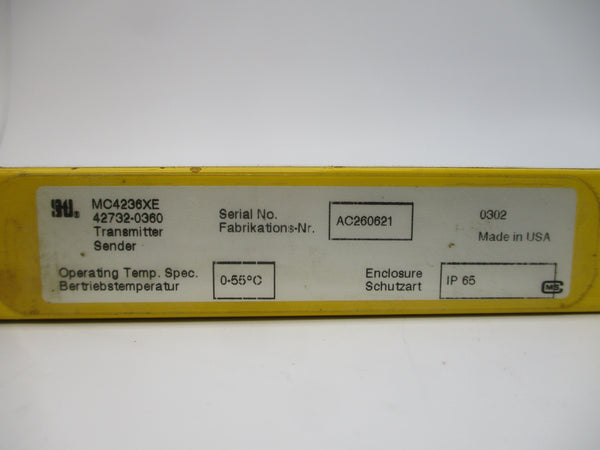 STI®
MC4236XE
42732-0360
Transmitter
Sender
Serial No.
Fabrikations-Nr.
AC260621
0302
Made in USA
Operating Temp. Spec.
Bertriebstemperatur
0-55°C
Enclosure
Schutzart
IP 65